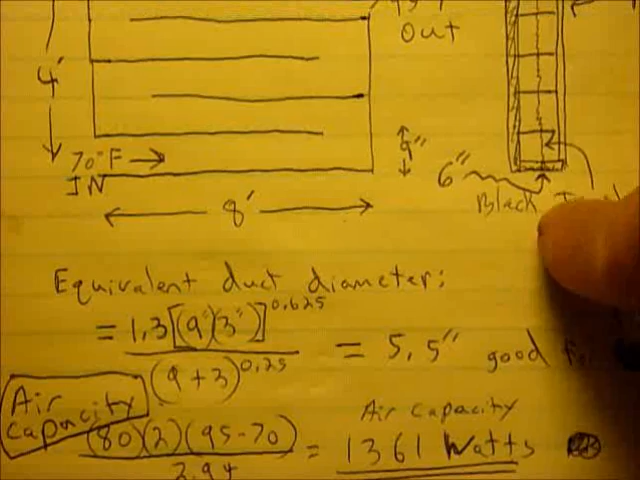 Out
4'
9"
70°F
IN
6"
8'
Black
Equivalent duct diameter:
= 1.3[(9")(3")]^0.625 / (9+3)^0.25 = 5.5" good
Air Capacity
(80)(2)(95-70) / 2.94 = 1361 Watts
Air Capacity